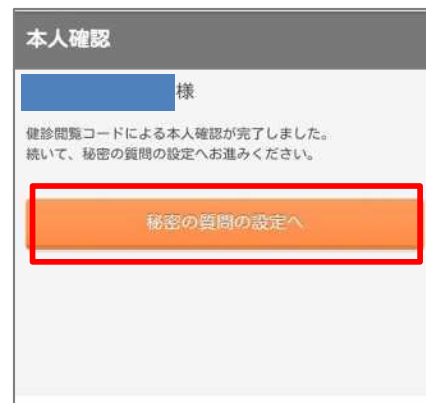 本人確認
様
健診閲覧コードによる本人確認が完了しました。
続いて、秘密の質問の設定へお進みください。
秘密の質問の設定へ